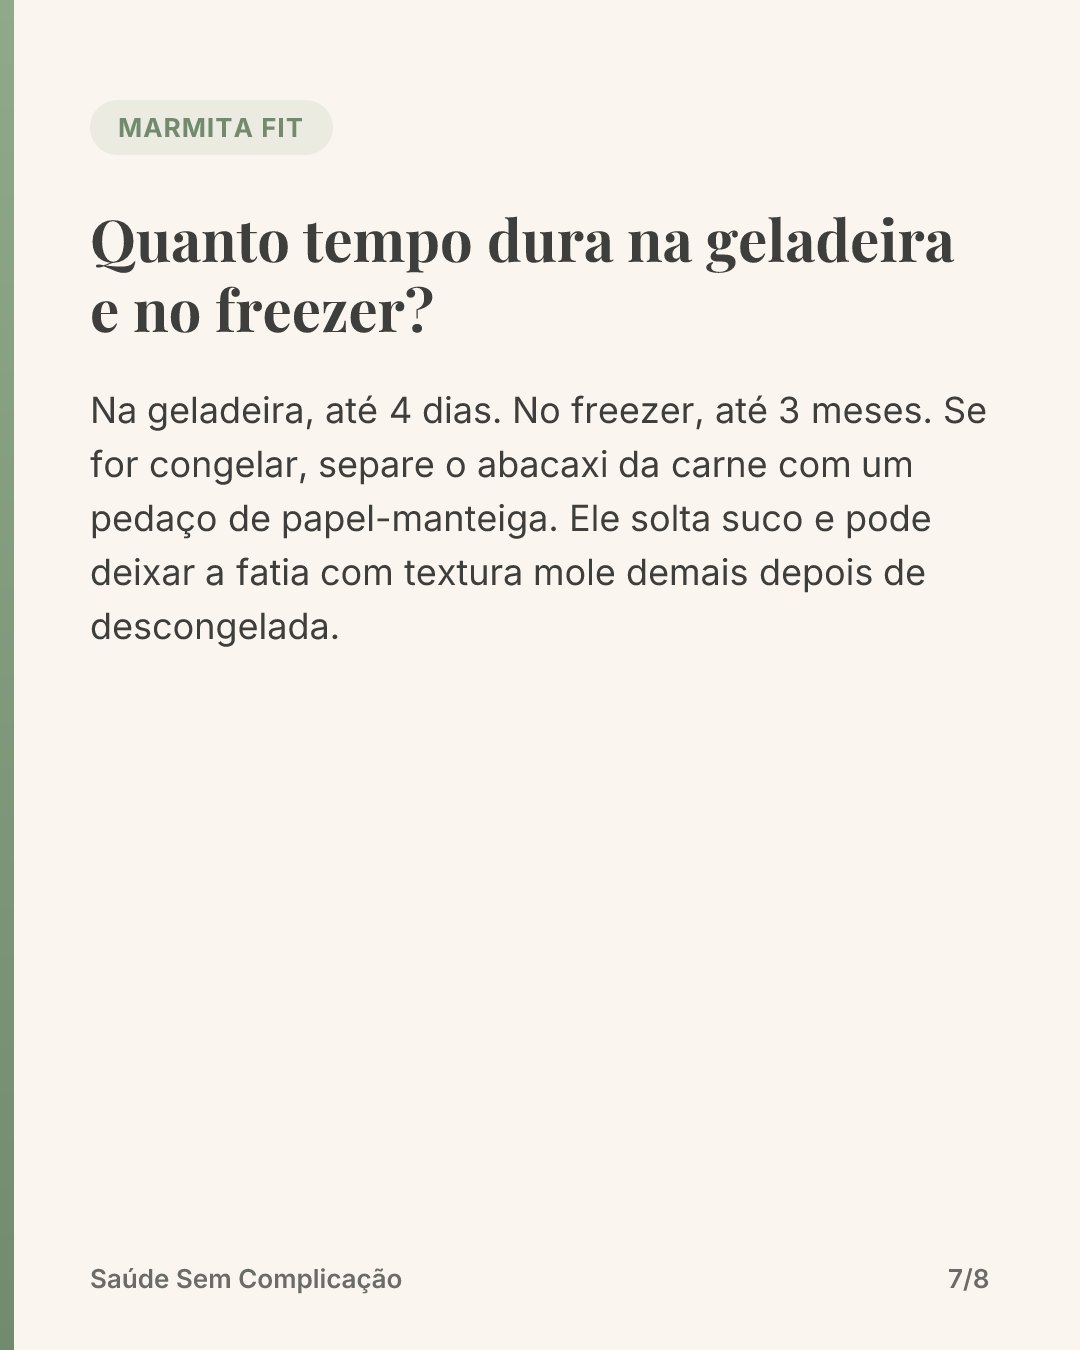 MARMITA FIT
Quanto tempo dura na geladeira
e no freezer?
Na geladeira, até 4 dias. No freezer, até 3 meses. Se
for congelar, separe o abacaxi da carne com um
pedaço de papel-manteiga. Ele solta suco e pode
deixar a fatia com textura mole demais depois de
descongelada.
Saúde Sem Complicação
7/8